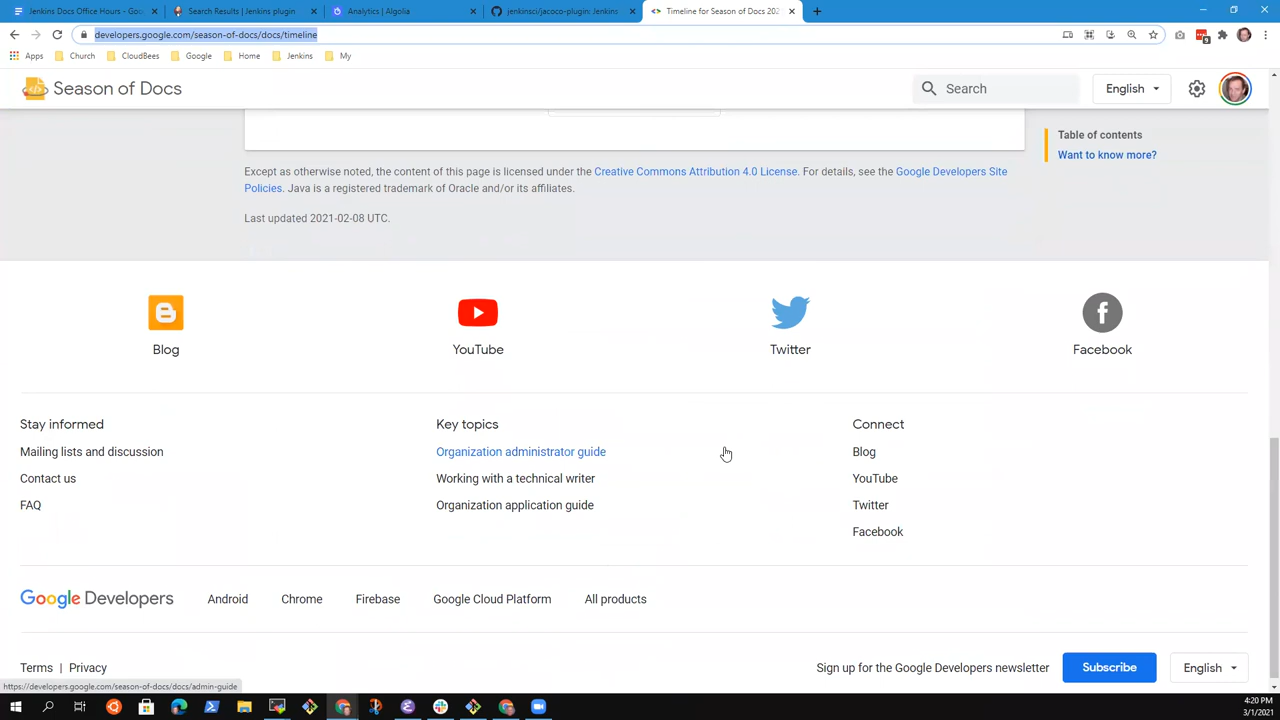 Jenkins Docs Office Hours - Goo
Search Results | Jenkins plugin
Analytics | Algolia
jenkinsci/jacoco-plugin: Jenkins
Timeline for Season of Docs 202
developers.google.com/season-of-docs/docs/timeline
Apps
Church
CloudBees
Google
Home
Jenkins
My
Season of Docs
Search
English
Table of contents
Want to know more?
Except as otherwise noted, the content of this page is licensed under the Creative Commons Attribution 4.0 License. For details, see the Google Developers Site
Policies. Java is a registered trademark of Oracle and/or its affiliates.
Last updated 2021-02-08 UTC.
Blog
YouTube
Twitter
Facebook
Stay informed
Mailing lists and discussion
Contact us
FAQ
Key topics
Organization administrator guide
Working with a technical writer
Organization application guide
Connect
Blog
YouTube
Twitter
Facebook
Google Developers
Android
Chrome
Firebase
Google Cloud Platform
All products
Terms | Privacy
Sign up for the Google Developers newsletter
Subscribe
English
https://developers.google.com/season-of-docs/docs/admin-guide
4:20 PM
3/1/2021